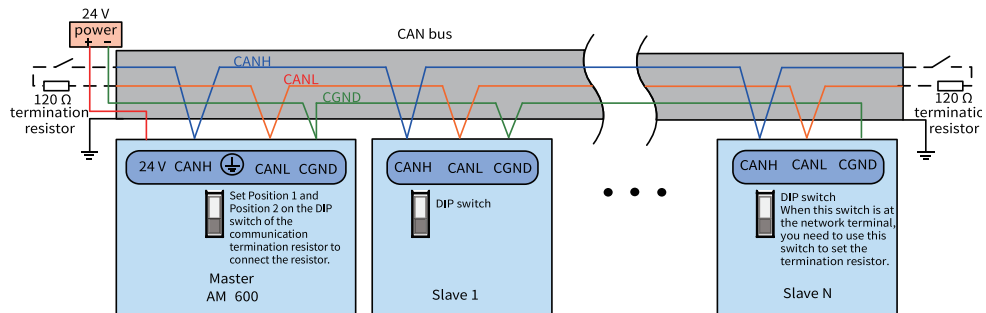 24 V
power
+ −
CAN bus
CANH
CANL
CGND
120 Ω
termination
resistor
120 Ω
terminatic
resistor
24 V CANH CANL CGND
Set Position 1 and
Position 2 on the DIP
switch of the
communication
termination resistor to
connect the resistor.
Master
AM 600
CANH CANL CGND
DIP switch
Slave 1
CANH CANL CGND
DIP switch
When this switch is at
the network terminal,
you need to use this
switch to set the
termination resistor.
Slave N